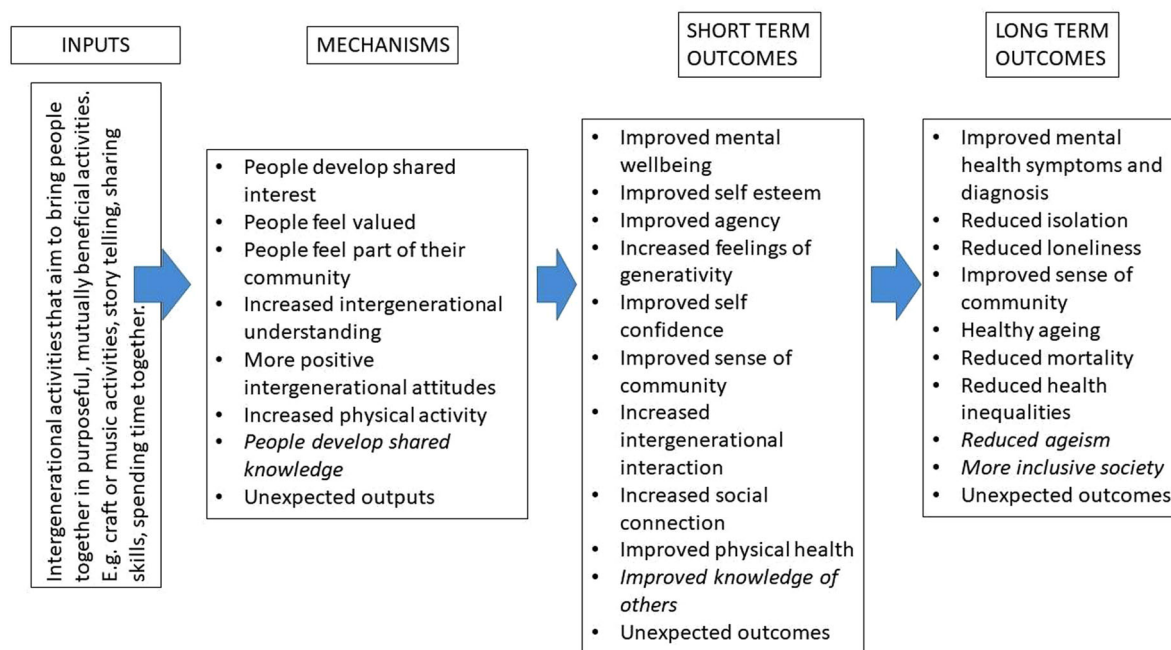 INPUTS
Intergenerational activities that aim to bring people
together in purposeful, mutually beneficial activities.
E.g. craft or music activities, story telling, sharing
skills, spending time together.
MECHANISMS
• People develop shared
interest
• People feel valued
• People feel part of their
community
• Increased intergenerational
understanding
• More positive
intergenerational attitudes
• Increased physical activity
• People develop shared
knowledge
• Unexpected outputs
SHORT TERM
OUTCOMES
• Improved mental
wellbeing
• Improved self esteem
• Improved agency
• Increased feelings of
generativity
• Improved self
confidence
• Improved sense of
community
• Increased
intergenerational
interaction
• Increased social
connection
• Improved physical health
• Improved knowledge of
others
• Unexpected outcomes
LONG TERM
OUTCOMES
• Improved mental
health symptoms and
diagnosis
• Reduced isolation
• Reduced loneliness
• Improved sense of
community
• Healthy ageing
• Reduced mortality
• Reduced health
inequalities
• Reduced ageism
• More inclusive society
• Unexpected outcomes